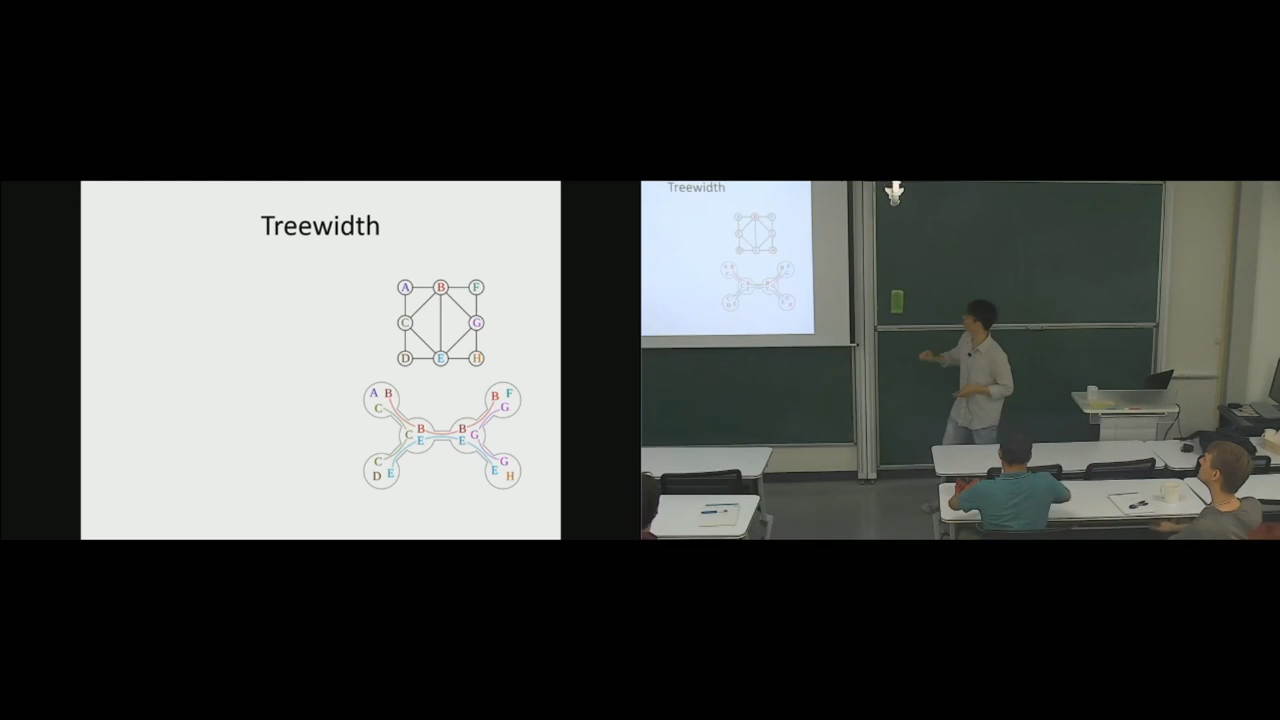 Treewidth
A B F
C G
D E H
A B
C
B F
G
C B
E
B G
E
C
D E
G
E H
Treewidth